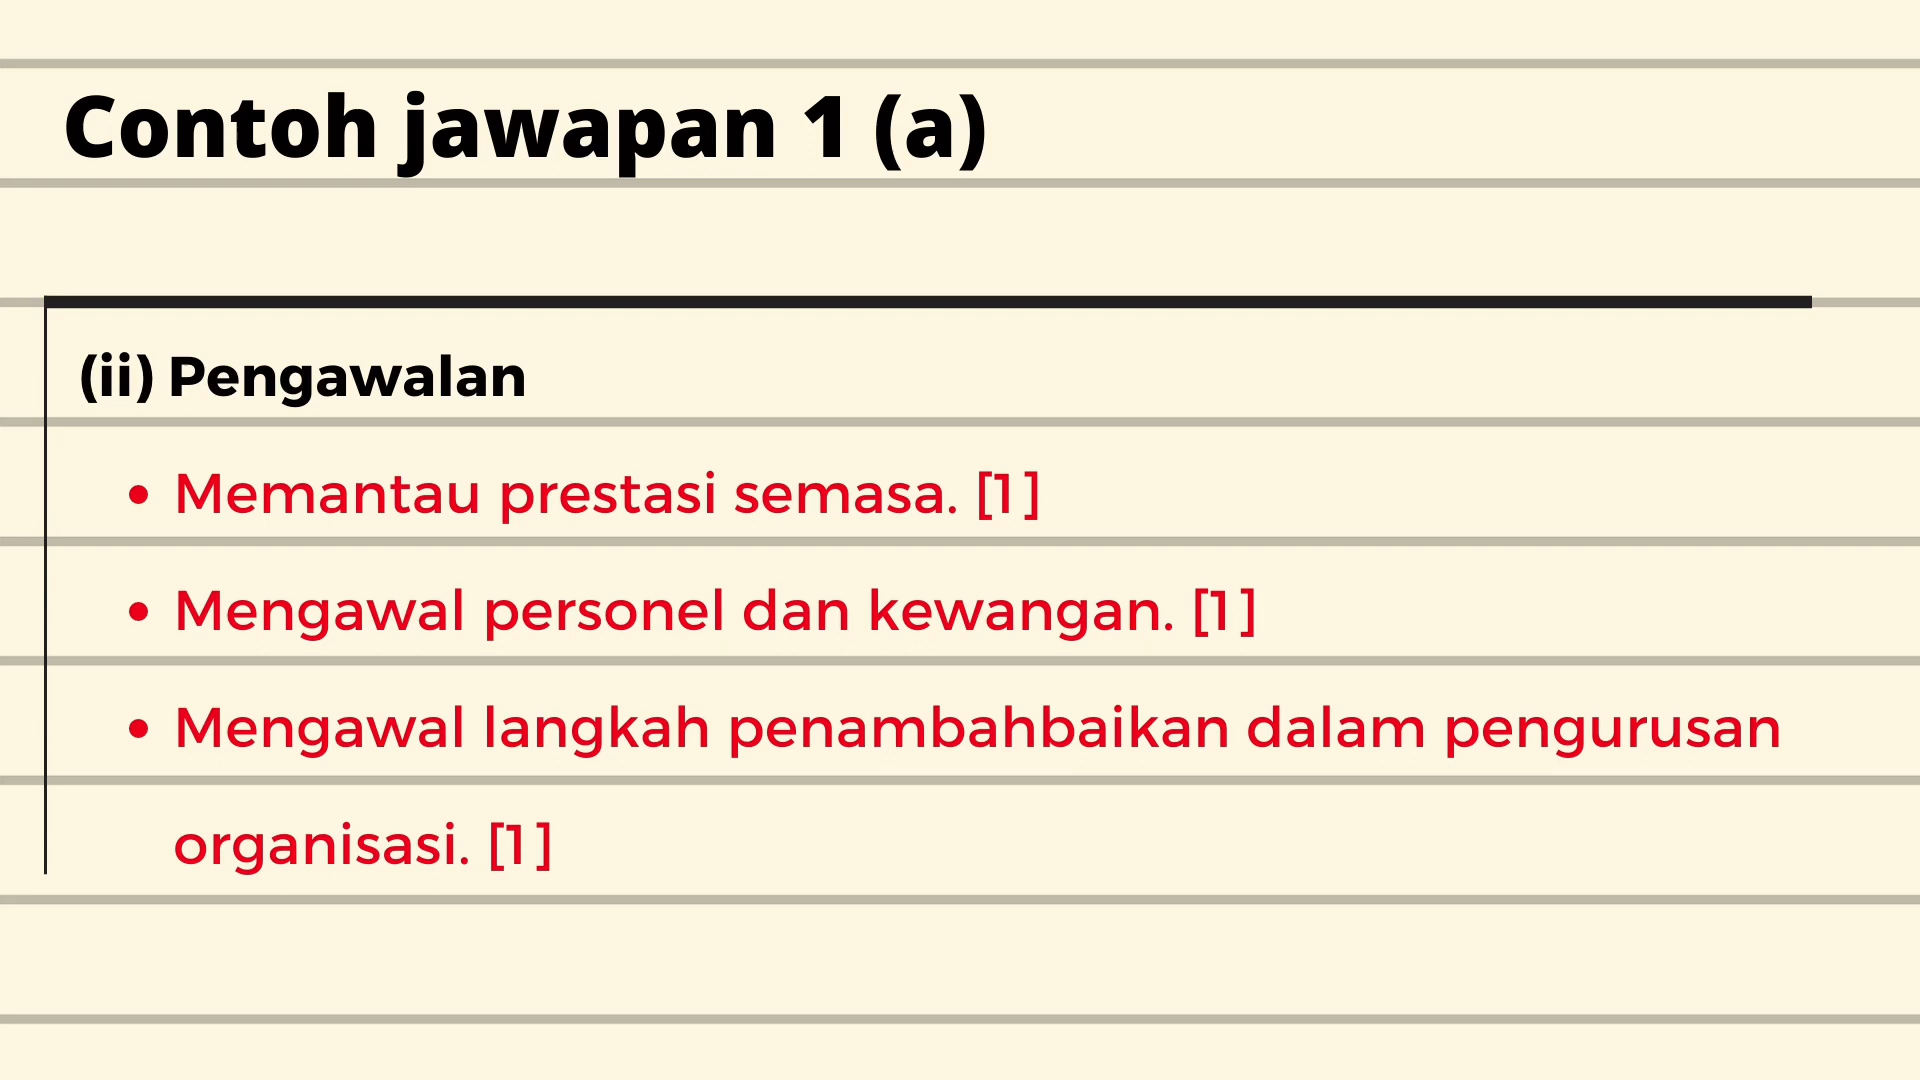 Contoh jawapan 1 (a)
(ii) Pengawalan
• Memantau prestasi semasa. [1]
• Mengawal personel dan kewangan. [1]
• Mengawal langkah penambahbaikan dalam pengurusan
organisasi. [1]